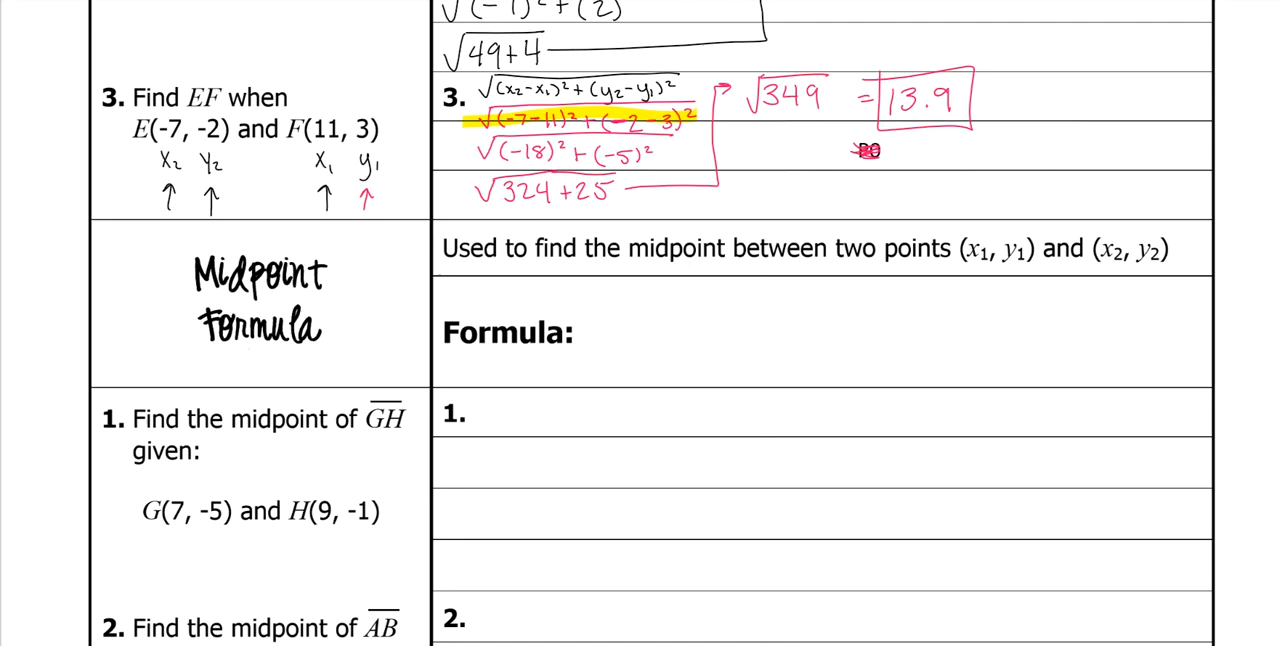 √(-7)² + (2)
√49+4
3. Find EF when
E(-7, -2) and F(11, 3)
x₂ y₂ x₁ y₁
3. √(x₂-x₁)²+(y₂-y₁)²
√(-7-11)²+(-2-3)²
√(-18)²+(-5)²
√324+25
√349 = 13.9
Midpoint
Formula
Used to find the midpoint between two points (x₁, y₁) and (x₂, y₂)
Formula:
1. Find the midpoint of GH
given:
G(7, -5) and H(9, -1)
1.
2. Find the midpoint of AB
2.